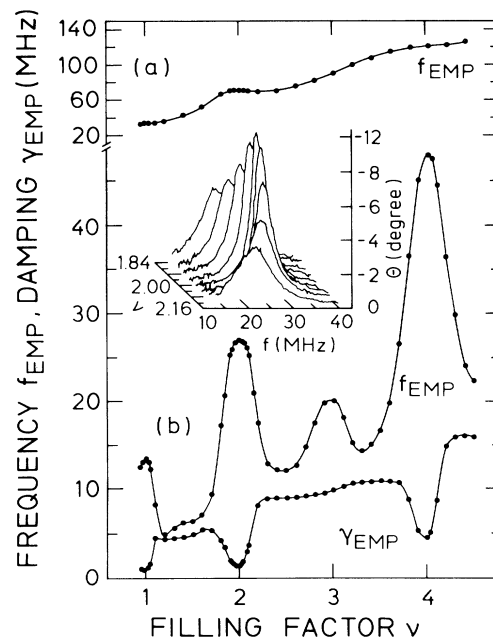 FREQUENCY f_EMP, DAMPING γ_EMP (MHz)
140
100
60
20
(a)
f_EMP
-12
-8
-6
-4
-2
0
Θ (degree)
1.84
2.00
2.16
ν
10 20 30 40
f (MHz)
40
30
20
10
0
(b)
f_EMP
γ_EMP
1 2 3 4
FILLING FACTOR ν